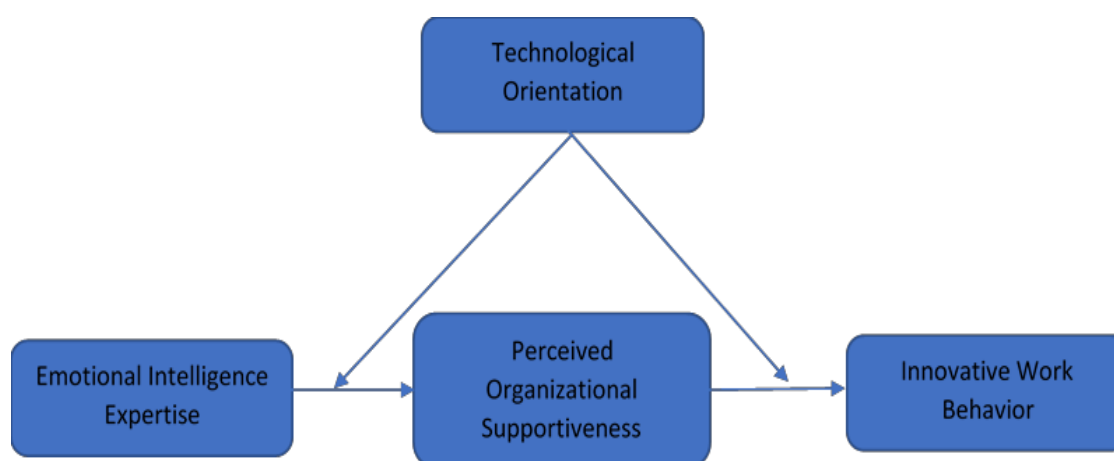 Technological
Orientation
Emotional Intelligence
Expertise
Perceived
Organizational
Supportiveness
Innovative Work
Behavior